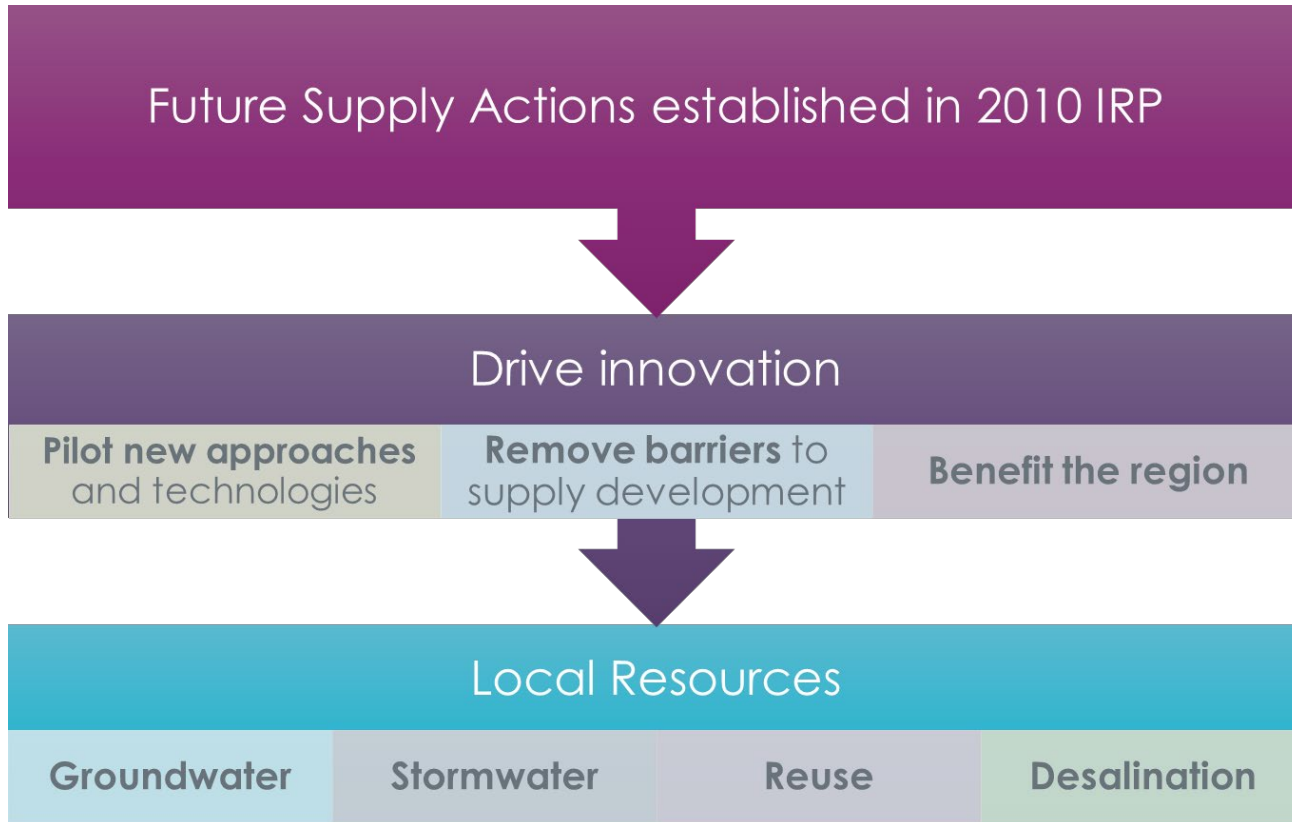 Future Supply Actions established in 2010 IRP
Drive innovation
Pilot new approaches
and technologies
Remove barriers to
supply development
Benefit the region
Local Resources
Groundwater
Stormwater
Reuse
Desalination